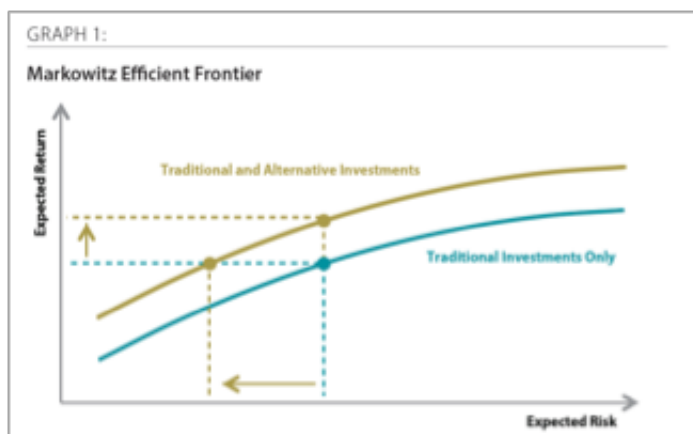 GRAPH 1:
Markowitz Efficient Frontier
Expected Return
Traditional and Alternative Investments
Traditional Investments Only
Expected Risk